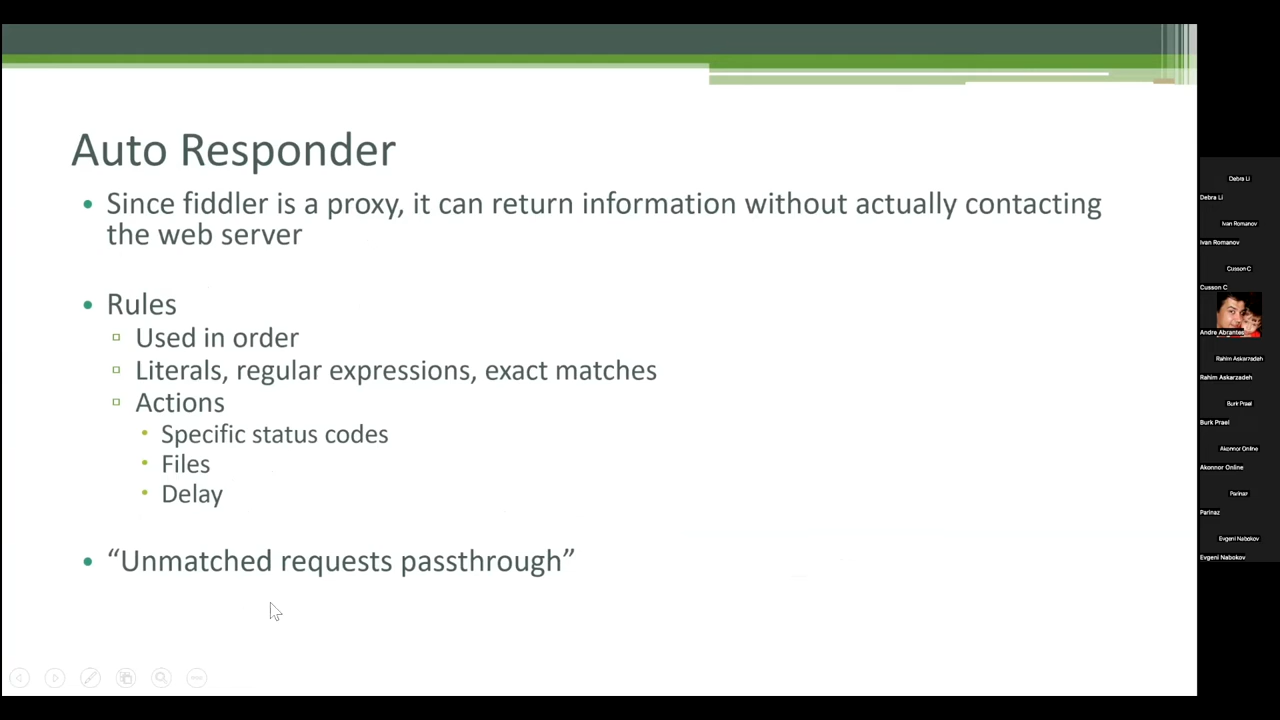 Auto Responder
• Since fiddler is a proxy, it can return information without actually contacting
the web server
• Rules
Used in order
Literals, regular expressions, exact matches
Actions
• Specific status codes
• Files
• Delay
• “Unmatched requests passthrough”
Debra Li
Debra Li
Ivan Romanov
Ivan Romanov
Cusson C
Cusson C
Andre Abrantes
Rahim Askarzadeh
Rahim Askarzadeh
Burk Prael
Burk Prael
Akonnor Online
Akonnor Online
Parinaz
Parinaz
Evgeni Nabokov
Evgeni Nabokov